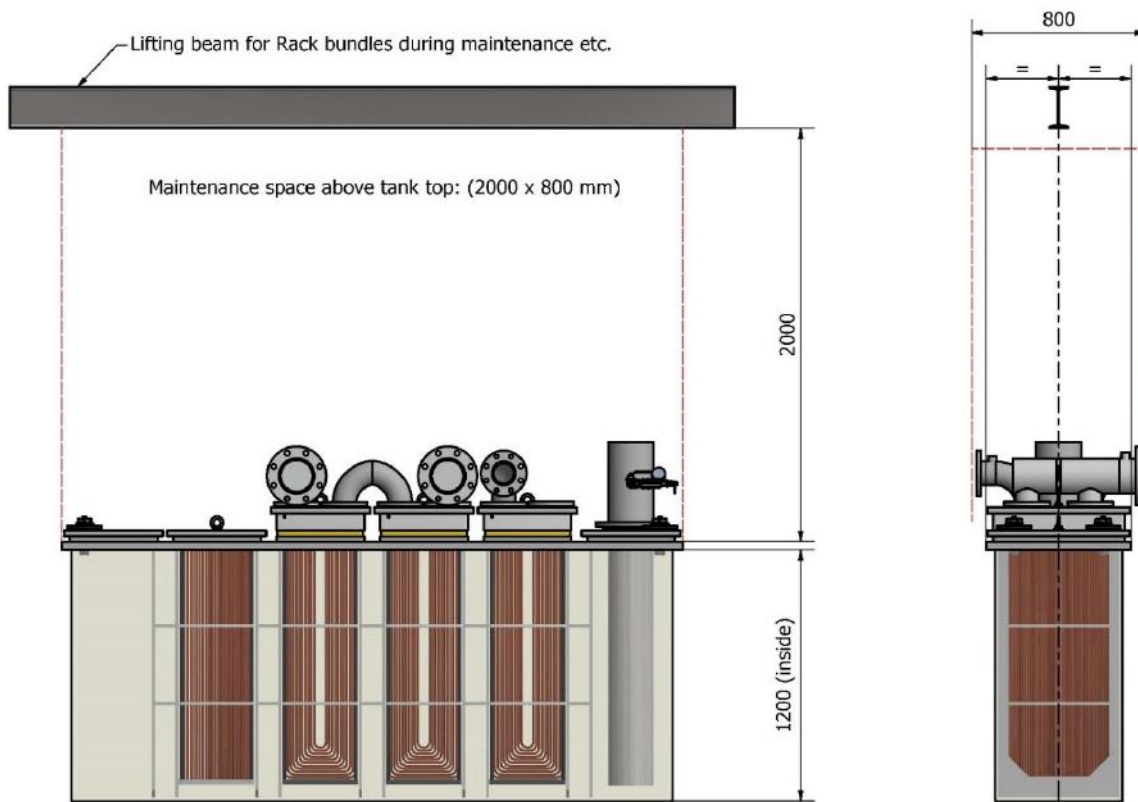 Lifting beam for Rack bundles during maintenance etc.
800
= =
Maintenance space above tank top: (2000 x 800 mm)
2000
1200 (inside)